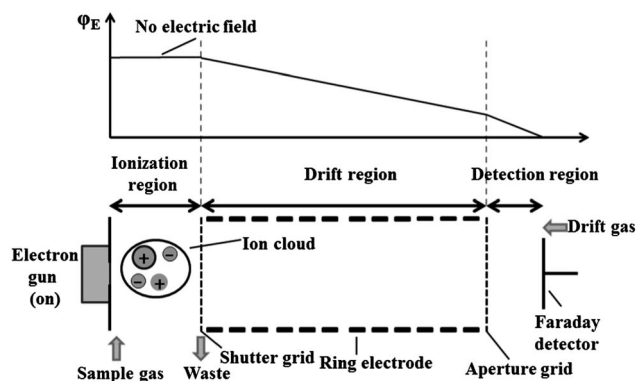 φE
No electric field
Ionization
region
Drift region
Detection region
Ion cloud
Drift gas
Electron
gun
(on)
+
−
−
+
Faraday
detector
Shutter grid
Ring electrode
Aperture grid
Sample gas
Waste